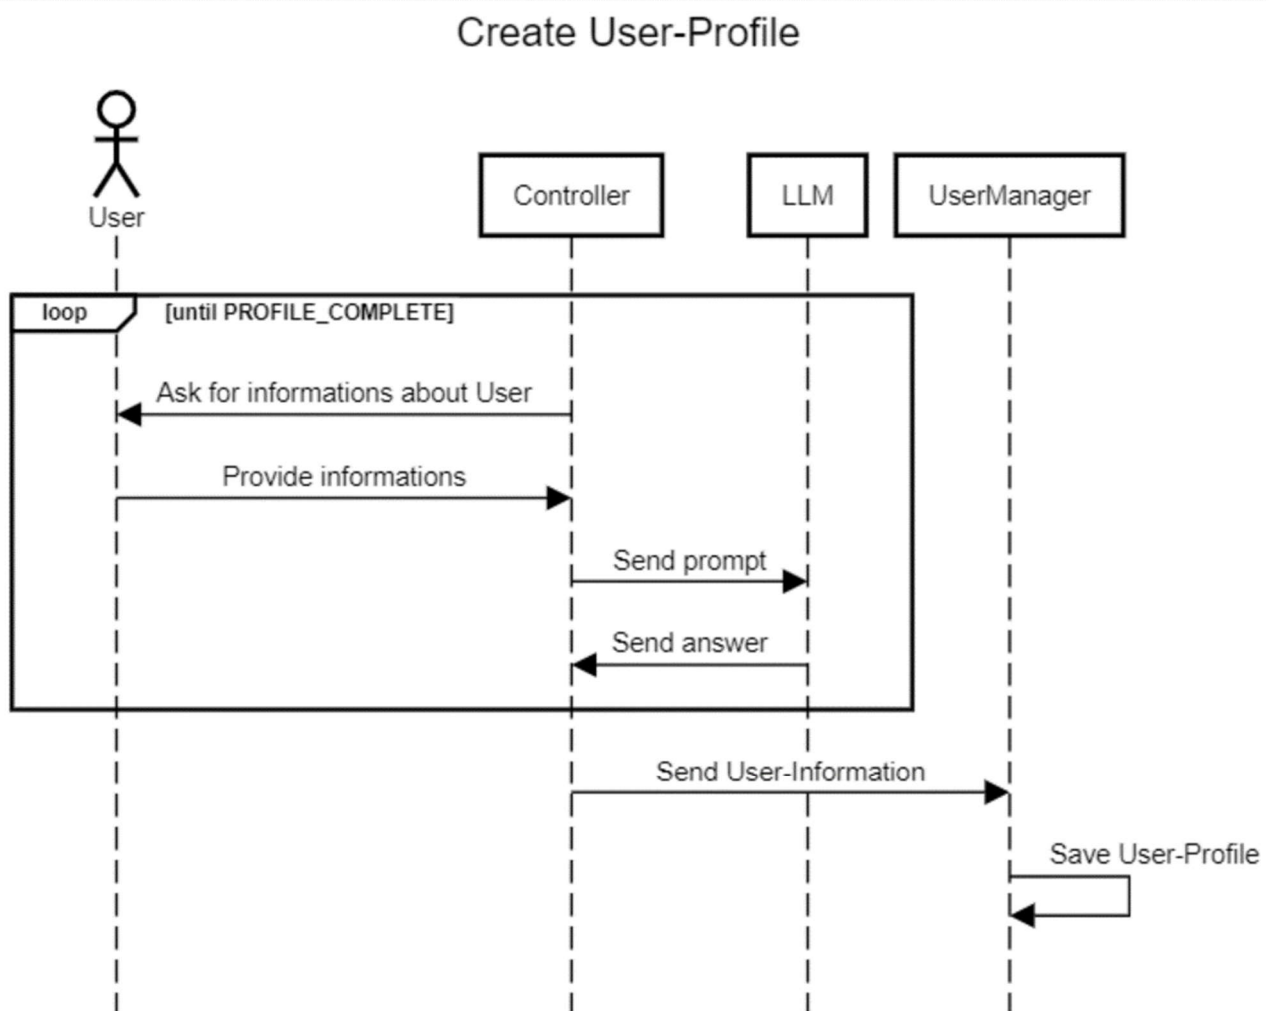 Create User-Profile
User
Controller
LLM
UserManager
loop
[until PROFILE_COMPLETE]
Ask for informations about User
Provide informations
Send prompt
Send answer
Send User-Information
Save User-Profile